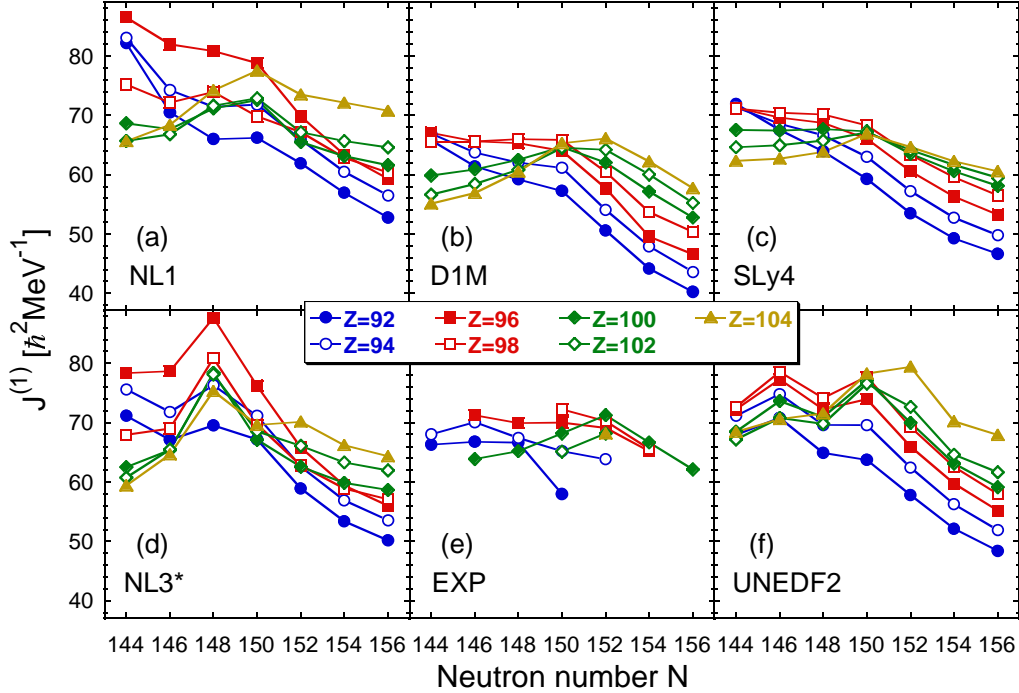 80
70
60
50
40
(a)
NL1
(b)
D1M
(c)
SLy4
J(1) [ℏ2MeV-1]
Z=92 Z=96 Z=100 Z=104
Z=94 Z=98 Z=102
80
70
60
50
40
(d)
NL3*
(e)
EXP
(f)
UNEDF2
144 146 148 150 152 154 156 144 146 148 150 152 154 156 144 146 148 150 152 154 156
Neutron number N